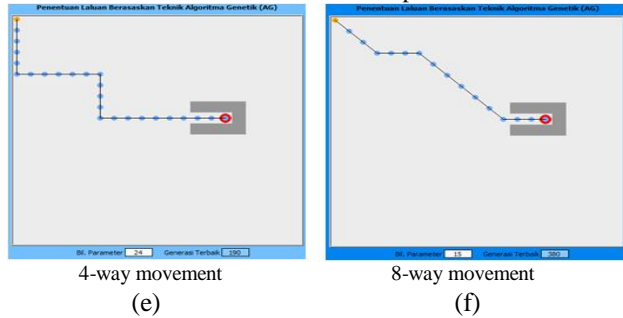 Penentuan Laluan Berasaskan Teknik Algoritma Genetik (AG)
Penentuan Laluan Berasaskan Teknik Algoritma Genetik (AG)
Bil. Parameter 24 Generasi Terbaik 190
Bil. Parameter 15 Generasi Terbaik 380
4-way movement
8-way movement
(e)
(f)